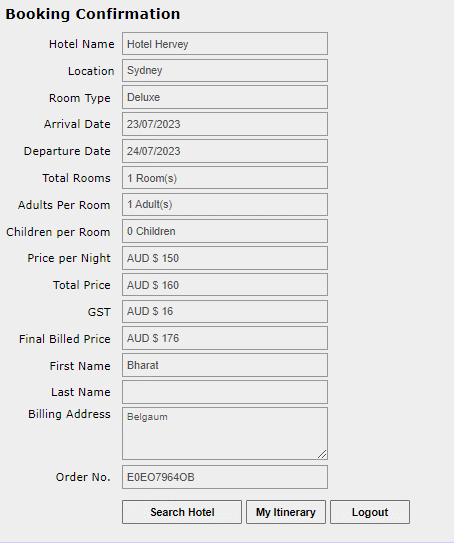 Booking Confirmation
Hotel Name Hotel Hervey
Location Sydney
Room Type Deluxe
Arrival Date 23/07/2023
Departure Date 24/07/2023
Total Rooms 1 Room(s)
Adults Per Room 1 Adult(s)
Children per Room 0 Children
Price per Night AUD $ 150
Total Price AUD $ 160
GST AUD $ 16
Final Billed Price AUD $ 176
First Name Bharat
Last Name
Billing Address Belgaum
Order No. E0EO7964OB
Search Hotel My Itinerary Logout